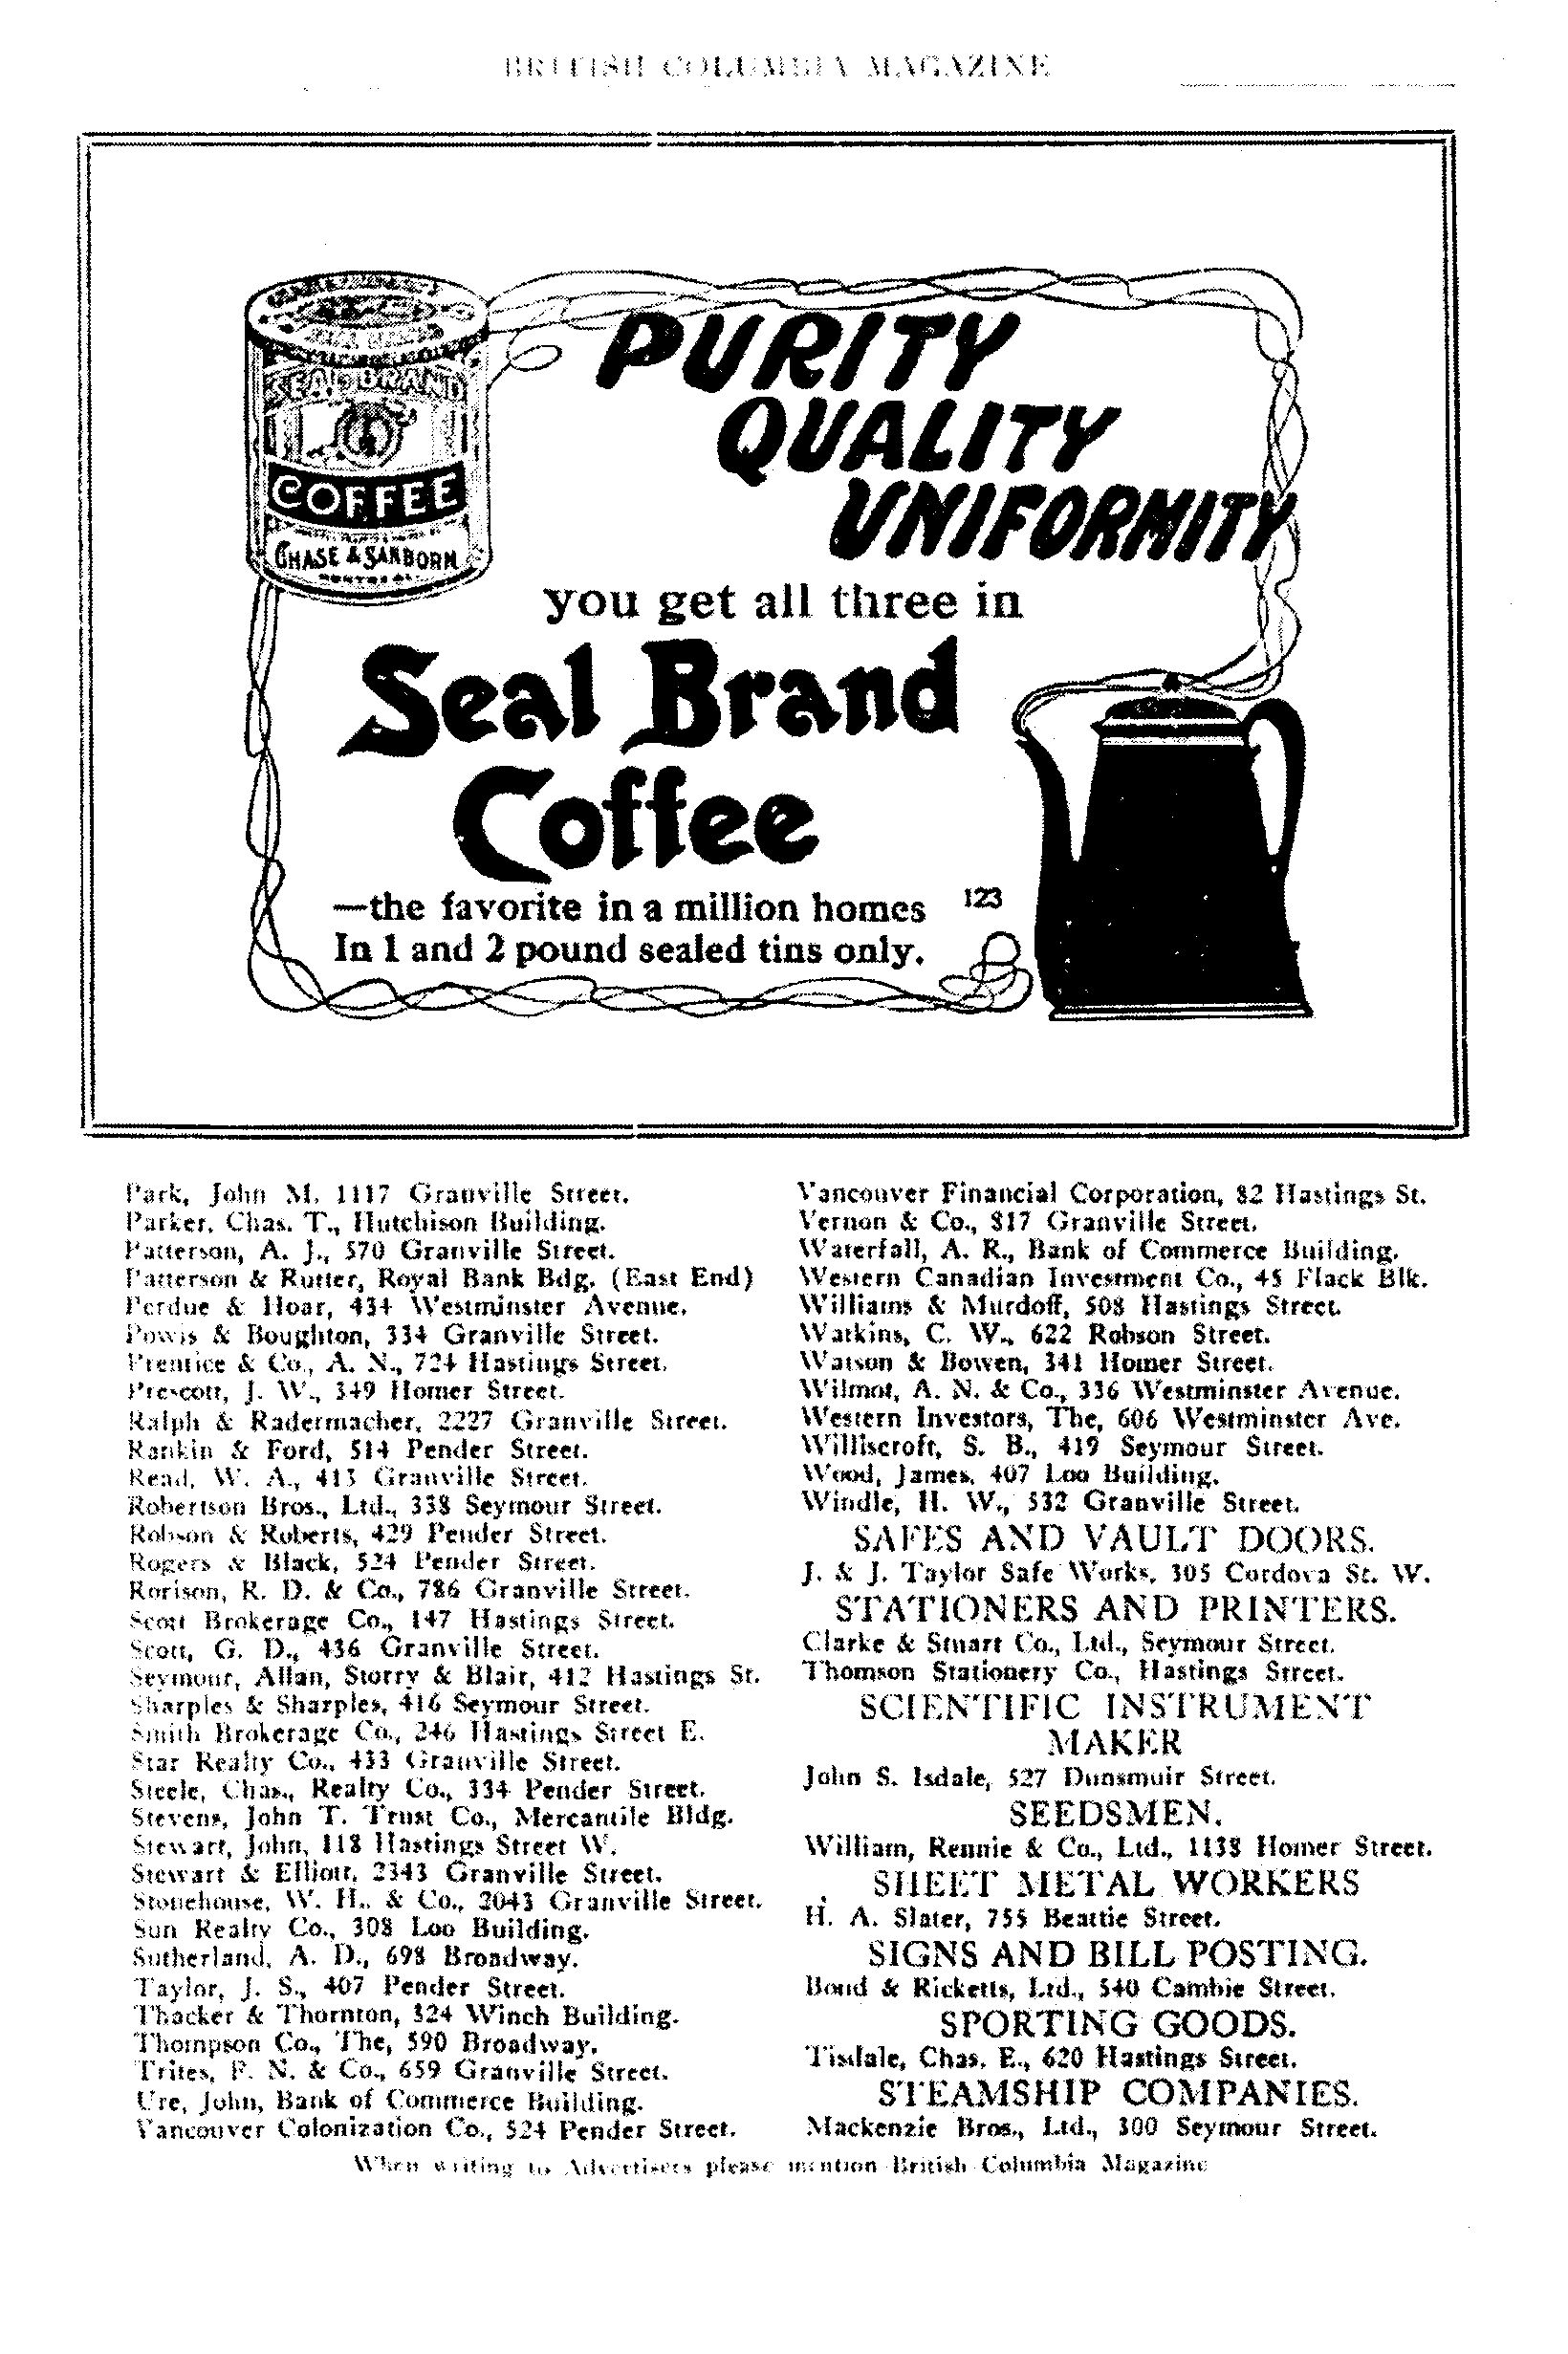 BRITISH COLUMBIA MAGAZINE
SEAL BRAND
COFFEE
CHASE & SANBORN
MONTREAL
PURITY
QUALITY
UNIFORMITY
you get all three in
Seal Brand
Coffee
—the favorite in a million homes 123
In 1 and 2 pound sealed tins only.
Park, John M. 1117 Granville Street.
Parker, Chas. T., Hutchison Building.
Patterson, A. J., 570 Granville Street.
Patterson & Rutter, Royal Bank Bdg. (East End)
Perdue & Hoar, 434 Westminster Avenue.
Powis & Boughton, 334 Granville Street.
Prentice & Co., A. N., 724 Hastings Street.
Prescott, J. W., 349 Homer Street.
Ralph & Radermacher, 2227 Granville Street.
Rankin & Ford, 514 Pender Street.
Read, W. A., 413 Granville Street.
Robertson Bros., Ltd., 338 Seymour Street.
Robson & Roberts, 429 Pender Street.
Rogers & Black, 524 Pender Street.
Rorison, R. D. & Co., 786 Granville Street.
Scott Brokerage Co., 147 Hastings Street.
Scott, G. D., 436 Granville Street.
Seymour, Allan, Storry & Blair, 412 Hastings St.
Sharples & Sharples, 416 Seymour Street.
Smith Brokerage Co., 246 Hastings Street E.
Star Realty Co., 433 Granville Street.
Steele, Chas., Realty Co., 334 Pender Street.
Stevens, John T. Trust Co., Mercantile Bldg.
Stewart, John, 118 Hastings Street W.
Stewart & Elliott, 2343 Granville Street.
Stonehouse, W. H., & Co., 2043 Granville Street.
Sun Realty Co., 308 Loo Building.
Sutherland, A. D., 698 Broadway.
Taylor, J. S., 407 Pender Street.
Thacker & Thornton, 324 Winch Building.
Thompson Co., The, 590 Broadway.
Trites, F. N. & Co., 659 Granville Street.
Ure, John, Bank of Commerce Building.
Vancouver Colonization Co., 524 Pender Street.
Vancouver Financial Corporation, 82 Hastings St.
Vernon & Co., 817 Granville Street.
Waterfall, A. R., Bank of Commerce Building.
Western Canadian Investment Co., 45 Flack Blk.
Williams & Murdoff, 508 Hastings Street.
Watkins, C. W., 622 Robson Street.
Watson & Bowen, 341 Homer Street.
Wilmot, A. N. & Co., 336 Westminster Avenue.
Western Investors, The, 606 Westminster Ave.
Williscroft, S. B., 419 Seymour Street.
Wood, James, 407 Loo Building.
Windle, H. W., 532 Granville Street.
SAFES AND VAULT DOORS.
J. & J. Taylor Safe Works, 305 Cordova St. W.
STATIONERS AND PRINTERS.
Clarke & Stuart Co., Ltd., Seymour Street.
Thomson Stationery Co., Hastings Street.
SCIENTIFIC INSTRUMENT
MAKER
John S. Isdale, 527 Dunsmuir Street.
SEEDSMEN.
William, Rennie & Co., Ltd., 1138 Homer Street.
SHEET METAL WORKERS
H. A. Slater, 755 Beattie Street.
SIGNS AND BILL POSTING.
Bond & Ricketts, Ltd., 540 Cambie Street.
SPORTING GOODS.
Tisdale, Chas. E., 620 Hastings Street.
STEAMSHIP COMPANIES.
Mackenzie Bros., Ltd., 300 Seymour Street.
When writing to Advertisers please mention British Columbia Magazine